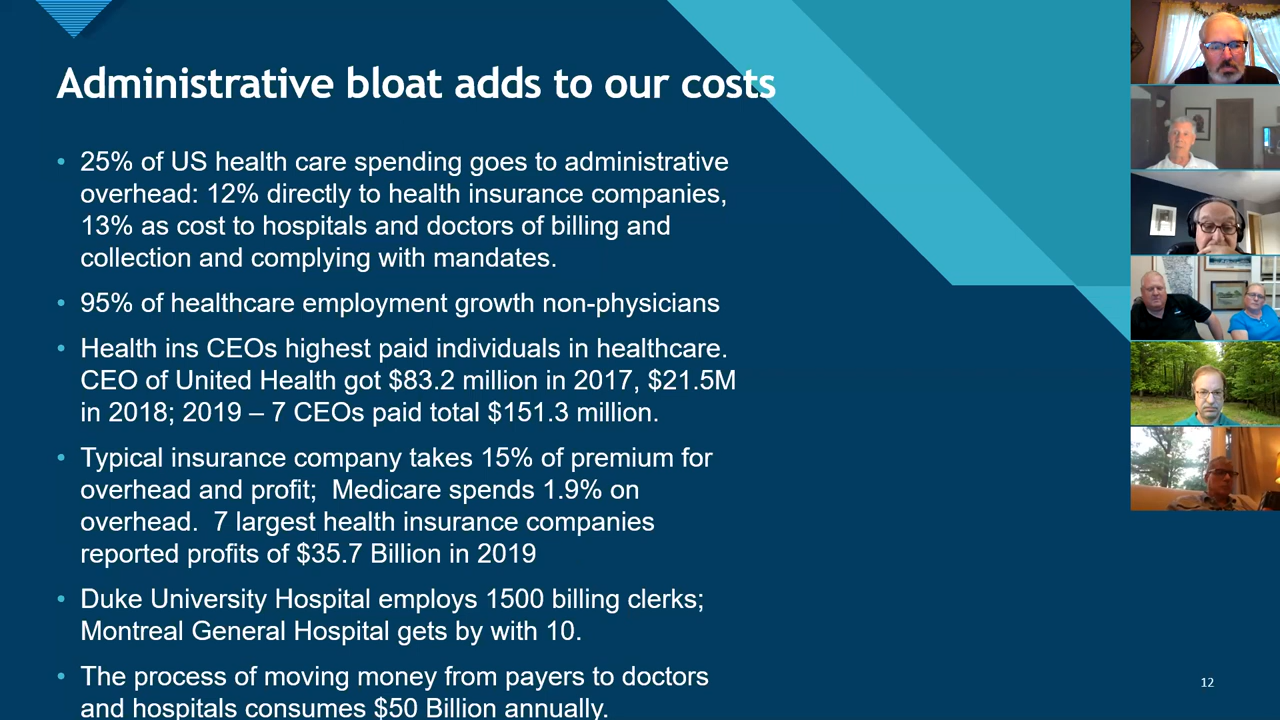 Administrative bloat adds to our costs
• 25% of US health care spending goes to administrative
overhead: 12% directly to health insurance companies,
13% as cost to hospitals and doctors of billing and
collection and complying with mandates.
• 95% of healthcare employment growth non-physicians
• Health ins CEOs highest paid individuals in healthcare.
CEO of United Health got $83.2 million in 2017, $21.5M
in 2018; 2019 – 7 CEOs paid total $151.3 million.
• Typical insurance company takes 15% of premium for
overhead and profit;  Medicare spends 1.9% on
overhead.  7 largest health insurance companies
reported profits of $35.7 Billion in 2019
• Duke University Hospital employs 1500 billing clerks;
Montreal General Hospital gets by with 10.
• The process of moving money from payers to doctors
and hospitals consumes $50 Billion annually.
12